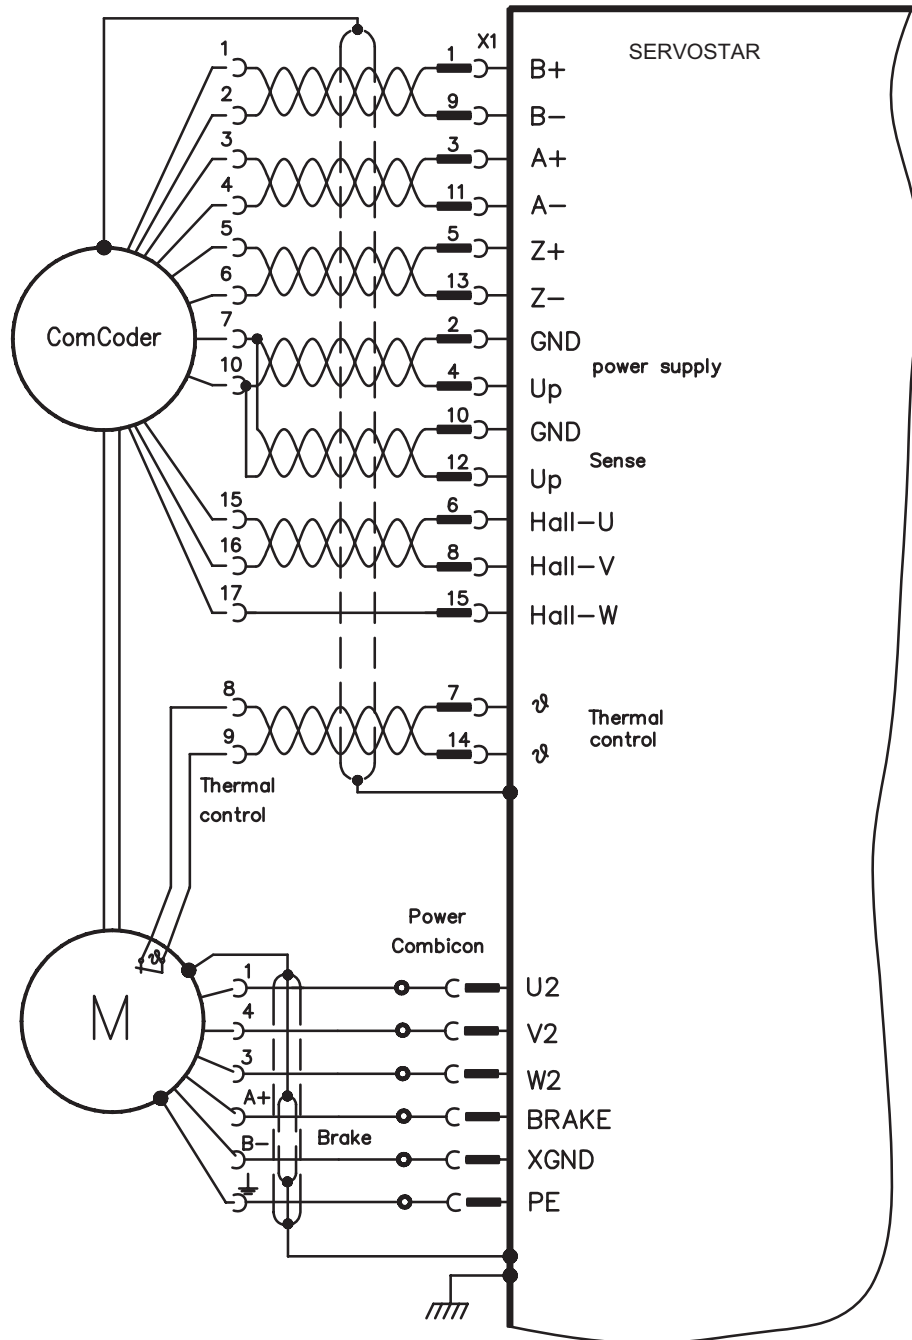 X1
SERVOSTAR
1 1 B+
2 9 B−
3 3 A+
4 11 A−
5 5 Z+
6 13 Z−
ComCoder
7 2 GND
power supply
10 4 Up
10 GND
Sense
12 Up
15 6 Hall−U
16 8 Hall−V
17 15 Hall−W
8 7 ϑ
Thermal
control
9 14 ϑ
Thermal
control
Power
Combicon
ϑ
M
1 U2
4 V2
3 W2
A+ BRAKE
B− Brake XGND
PE